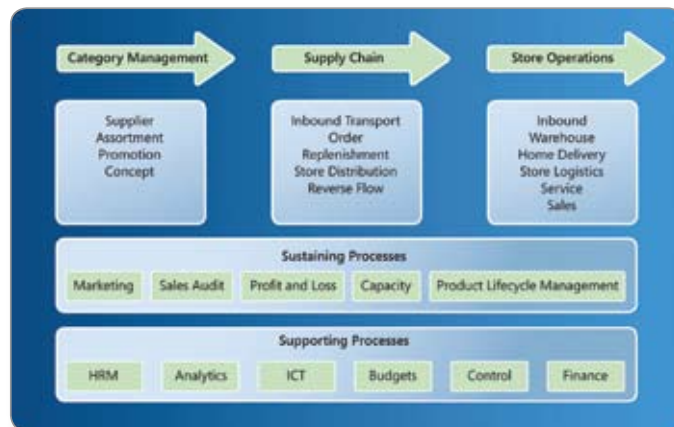 Category Management
Supply Chain
Store Operations
Supplier
Assortment
Promotion
Concept
Inbound Transport
Order
Replenishment
Store Distribution
Reverse Flow
Inbound
Warehouse
Home Delivery
Store Logistics
Service
Sales
Sustaining Processes
Marketing
Sales Audit
Profit and Loss
Capacity
Product Lifecycle Management
Supporting Processes
HRM
Analytics
ICT
Budgets
Control
Finance